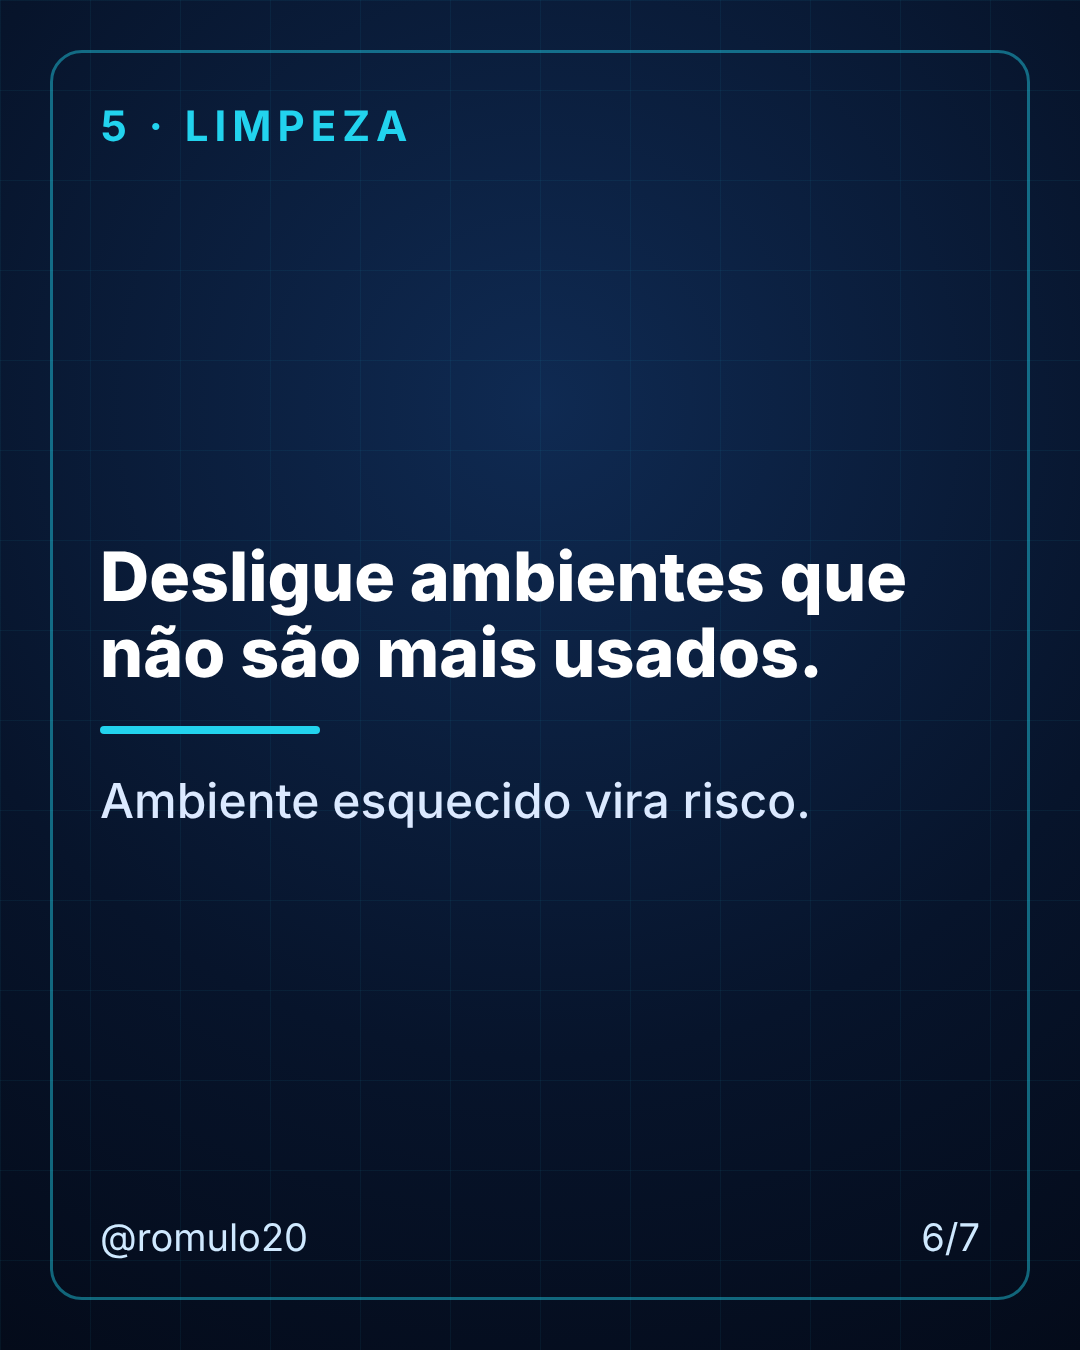 5 · LIMPEZA
Desligue ambientes que
não são mais usados.
Ambiente esquecido vira risco.
@romulo20
6/7